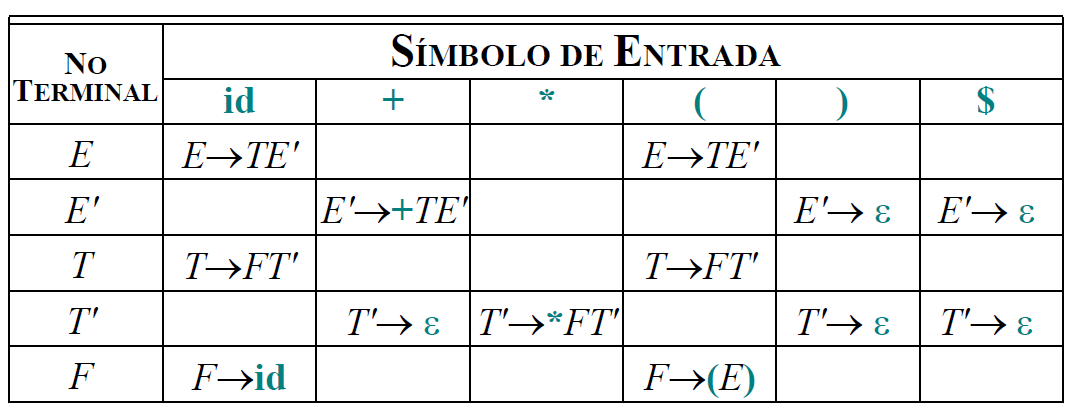 NO TERMINAL SÍMBOLO DE ENTRADA
id + * ( ) $
E E→TE′ E→TE′
E′ E′→+TE′ E′→ ε E′→ ε
T T→FT′ T→FT′
T′ T′→ ε T′→*FT′ T′→ ε T′→ ε
F F→id F→(E)